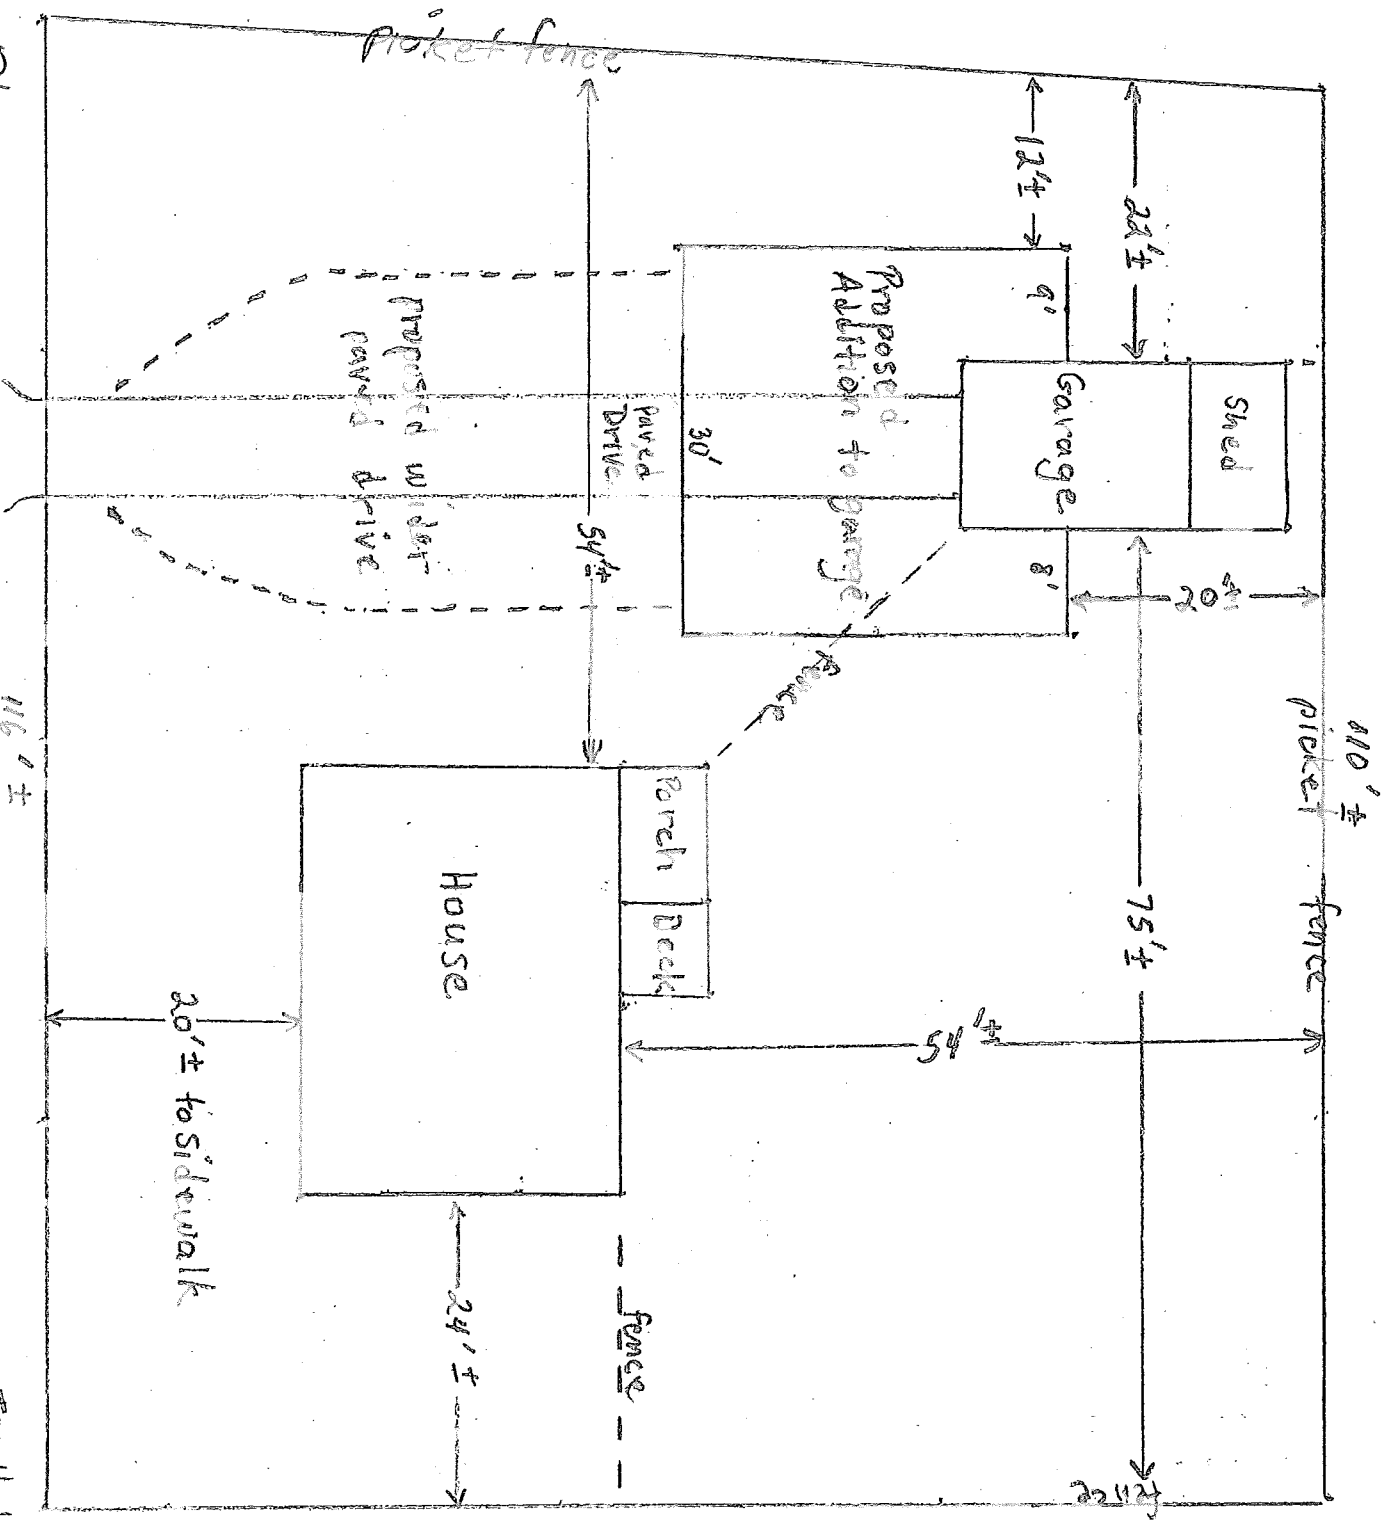 110'±
picket fence
Picket fence
fence
Shed
22'±
12'±
20'±
75'±
Garage
9'
8'
Proposed
Addition to garage
30'
Paved
Drive
54'±
54'±
fence
Porch
Deck
House
fence
proposed wider
paved drive
24'±
20'± to sidewalk
116'±